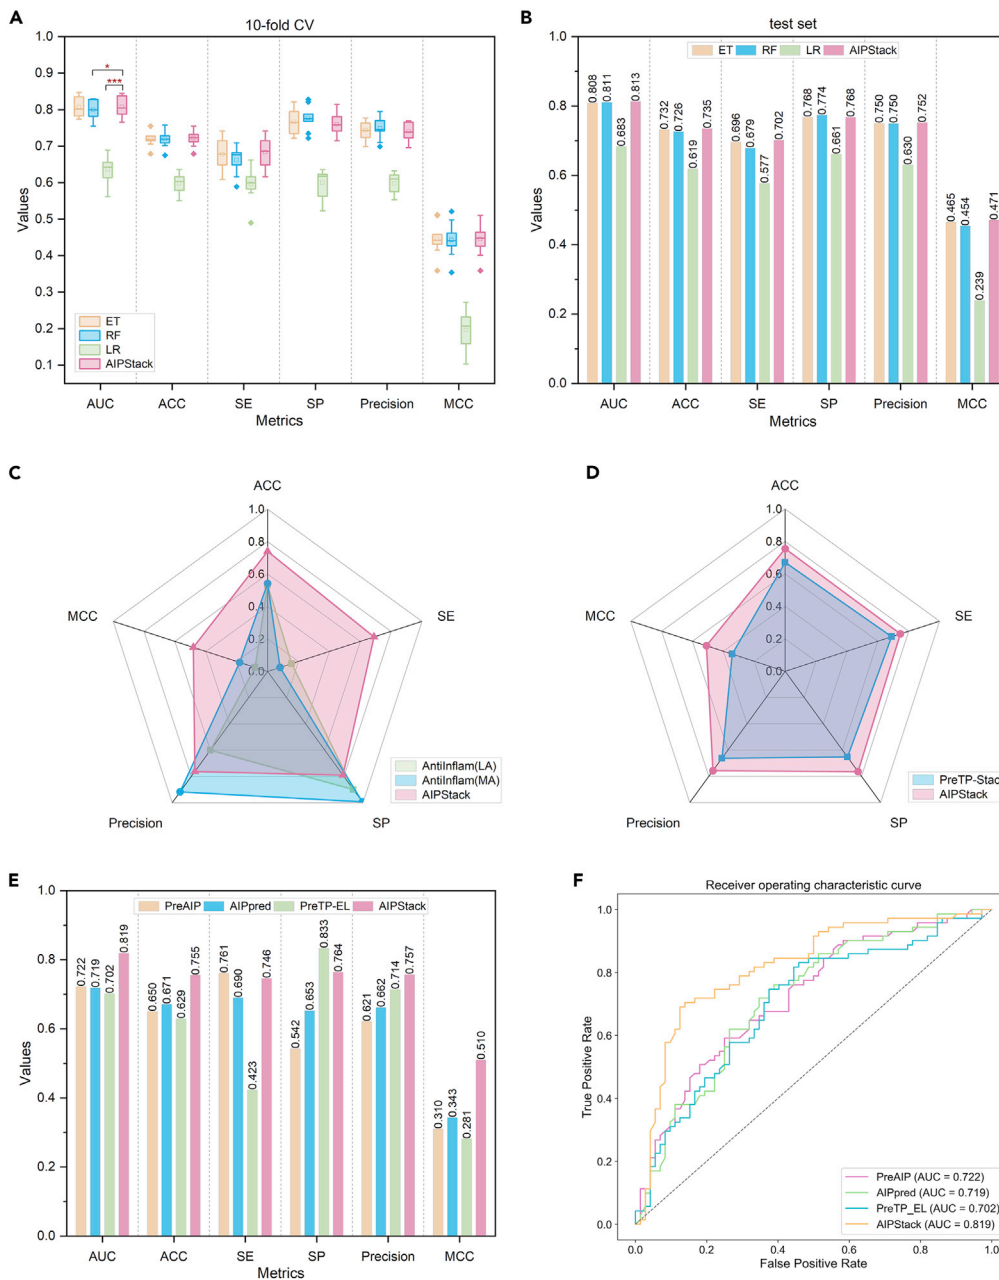 A
10-fold CV
1.0
0.9
0.8
0.7
0.6
0.5
0.4
0.3
0.2
0.1
Values
*
***
ET
RF
LR
AIPStack
AUC
ACC
SE
SP
Precision
MCC
Metrics
B
test set
ET
RF
LR
AIPStack
1.0
0.8
0.6
0.4
0.2
0.0
Values
0.808
0.811
0.683
0.813
0.732
0.726
0.619
0.735
0.696
0.679
0.577
0.702
0.768
0.774
0.661
0.768
0.750
0.750
0.630
0.752
0.465
0.454
0.239
0.471
AUC
ACC
SE
SP
Precision
MCC
Metrics
C
ACC
1.0
0.8
0.6
0.4
0.2
0.0
MCC
SE
Precision
SP
AntiInflam(LA)
AntiInflam(MA)
AIPStack
D
ACC
1.0
0.8
0.6
0.4
0.2
0.0
MCC
SE
Precision
SP
PreTP-Stac
AIPStack
E
PreAIP
AIPpred
PreTP-EL
AIPStack
1.0
0.8
0.6
0.4
0.2
0.0
Values
0.722
0.719
0.702
0.819
0.650
0.671
0.629
0.755
0.761
0.690
0.423
0.746
0.542
0.653
0.833
0.764
0.621
0.662
0.714
0.757
0.310
0.343
0.281
0.510
AUC
ACC
SE
SP
Precision
MCC
Metrics
F
Receiver operating characteristic curve
1.0
0.8
0.6
0.4
0.2
0.0
True Positive Rate
PreAIP (AUC = 0.722)
AIPpred (AUC = 0.719)
PreTP_EL (AUC = 0.702)
AIPStack (AUC = 0.819)
0.0
0.2
0.4
0.6
0.8
1.0
False Positive Rate